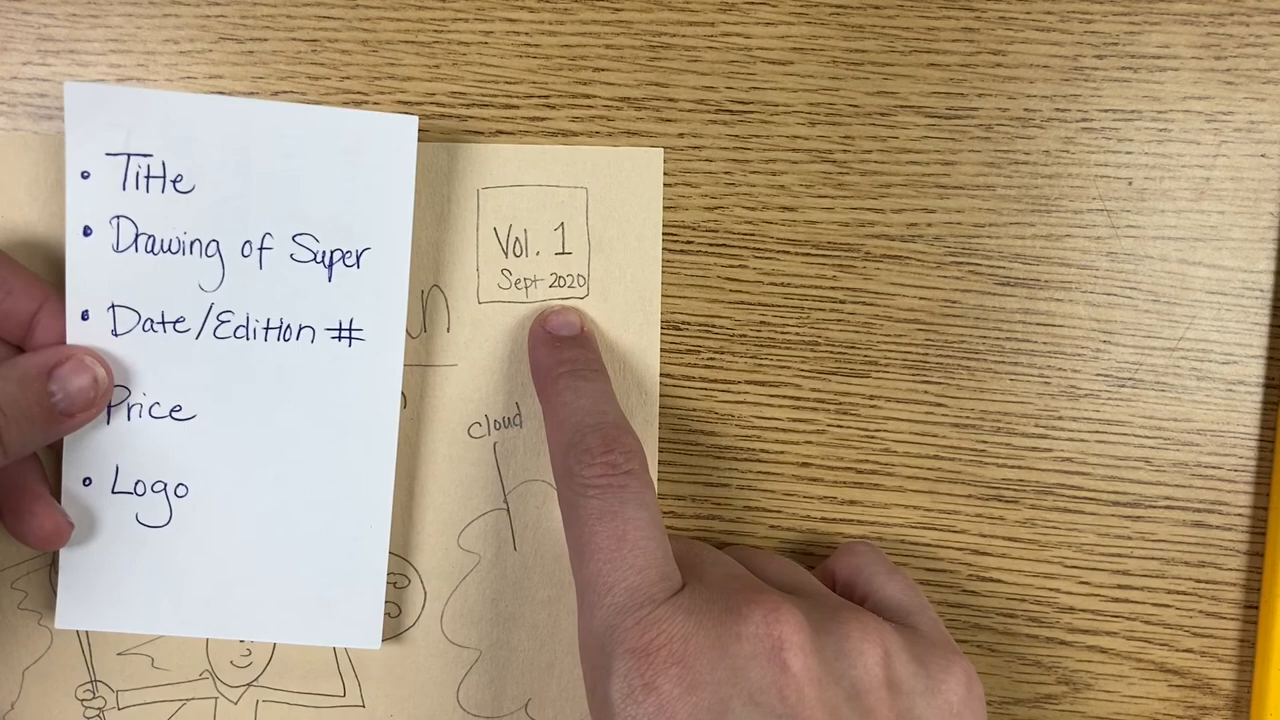 • Title
• Drawing of Super
• Date/Edition #
Price
• Logo
Vol. 1
Sept 2020
cloud